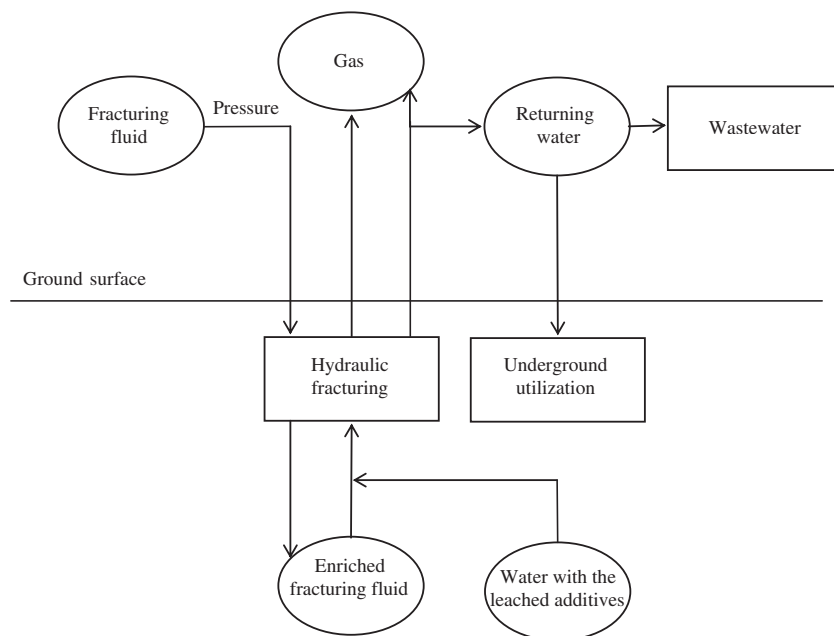 Gas
Fracturing
fluid
Pressure
Returning
water
Wastewater
Ground surface
Hydraulic
fracturing
Underground
utilization
Enriched
fracturing fluid
Water with the
leached additives